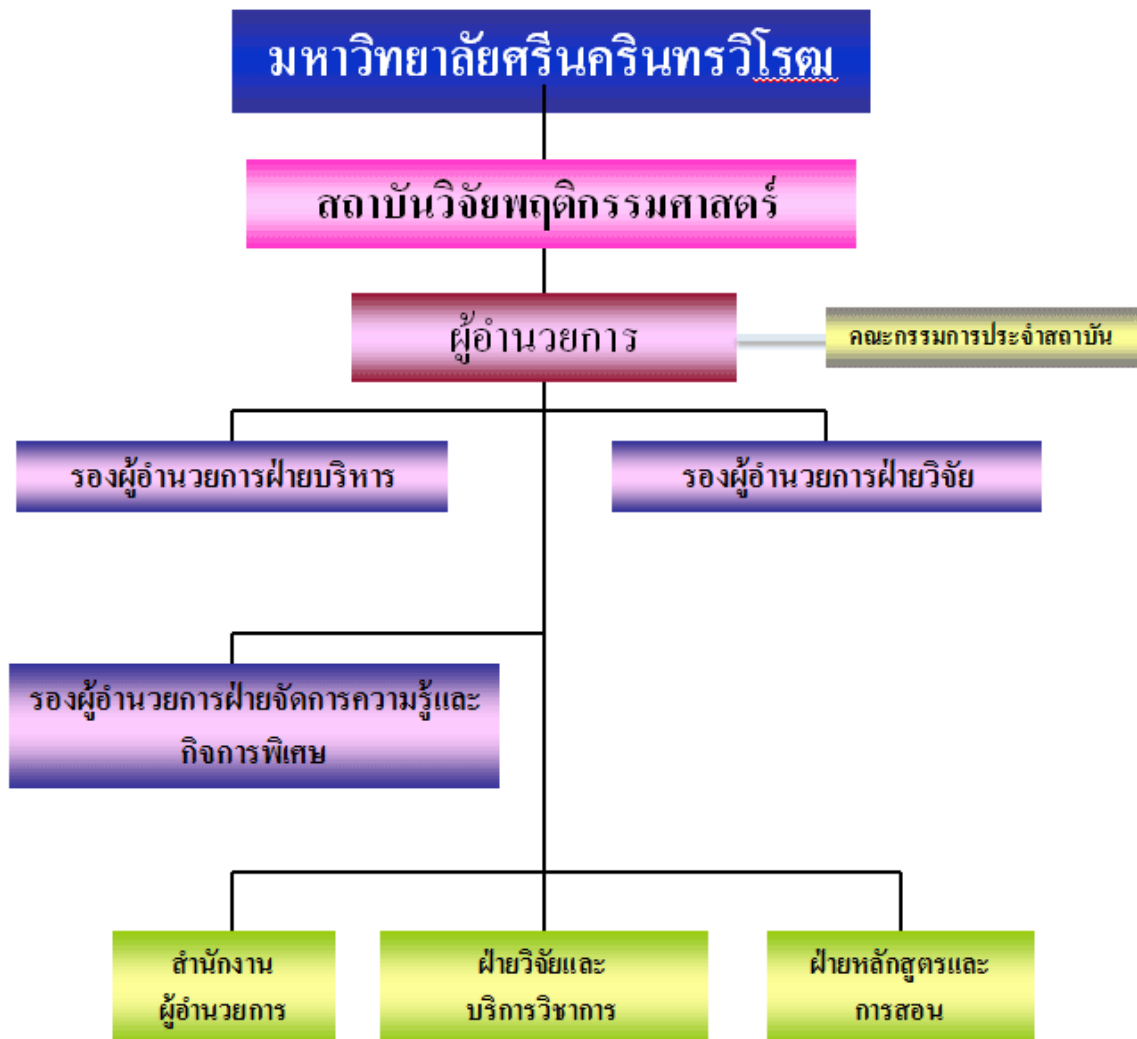 มหาวิทยาลัยศรีนครินทรวิโรฒ
สถาบันวิจัยพฤติกรรมศาสตร์
ผู้อำนวยการ
คณะกรรมการประจำสถาบัน
รองผู้อำนวยการฝ่ายบริหาร
รองผู้อำนวยการฝ่ายวิจัย
รองผู้อำนวยการฝ่ายจัดการความรู้และ
กิจการพิเศษ
สำนักงาน
ผู้อำนวยการ
ฝ่ายวิจัยและ
บริการวิชาการ
ฝ่ายหลักสูตรและ
การสอน